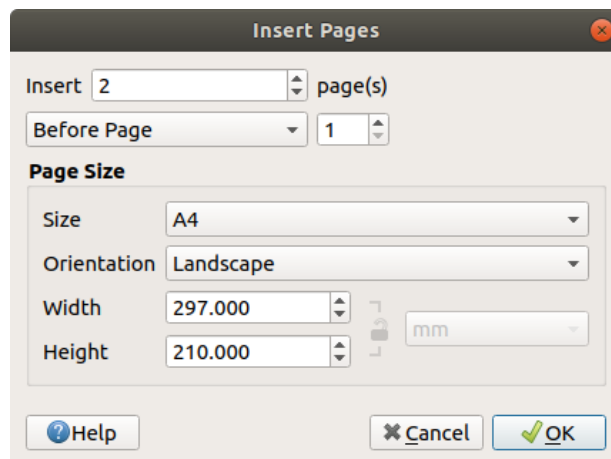 Insert Pages
Insert 2 page(s)
Before Page 1
Page Size
Size A4
Orientation Landscape
Width 297.000
mm
Height 210.000
Help Cancel OK